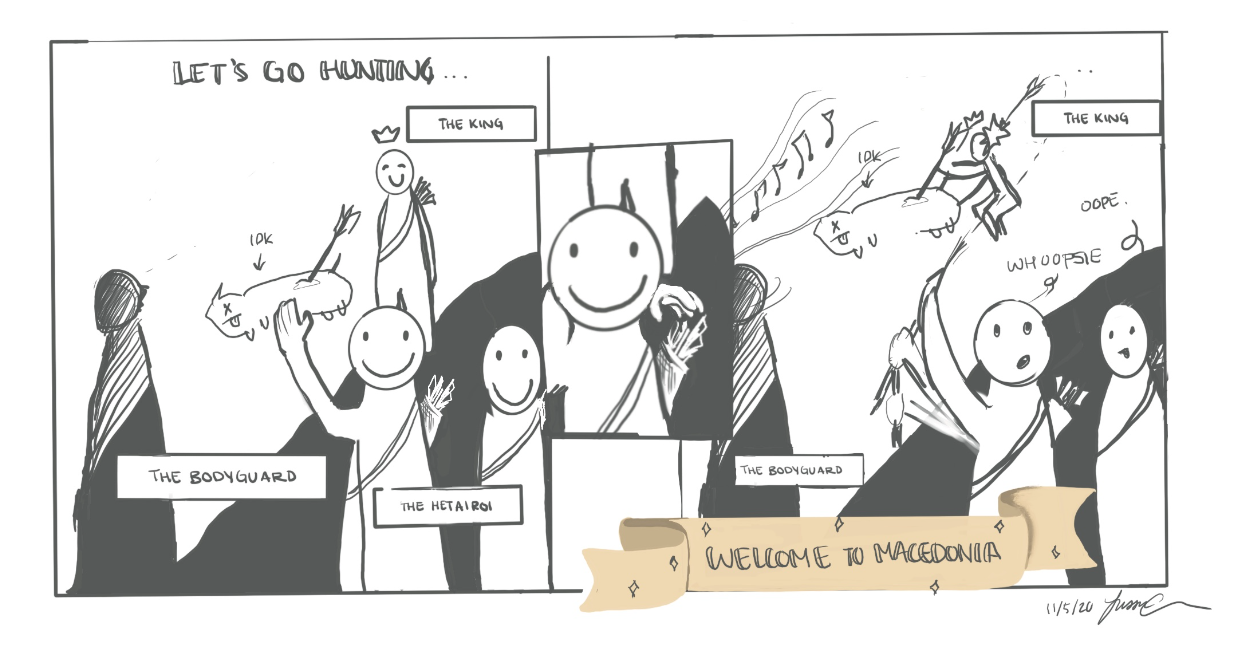 LET'S GO HUNTING...
THE KING
IDK
THE BODYGUARD
THE HETAIROI
THE KING
IDK
OOPE.
WHOOPSIE
THE BODYGUARD
WELCOME TO MACEDONIA
11/5/20